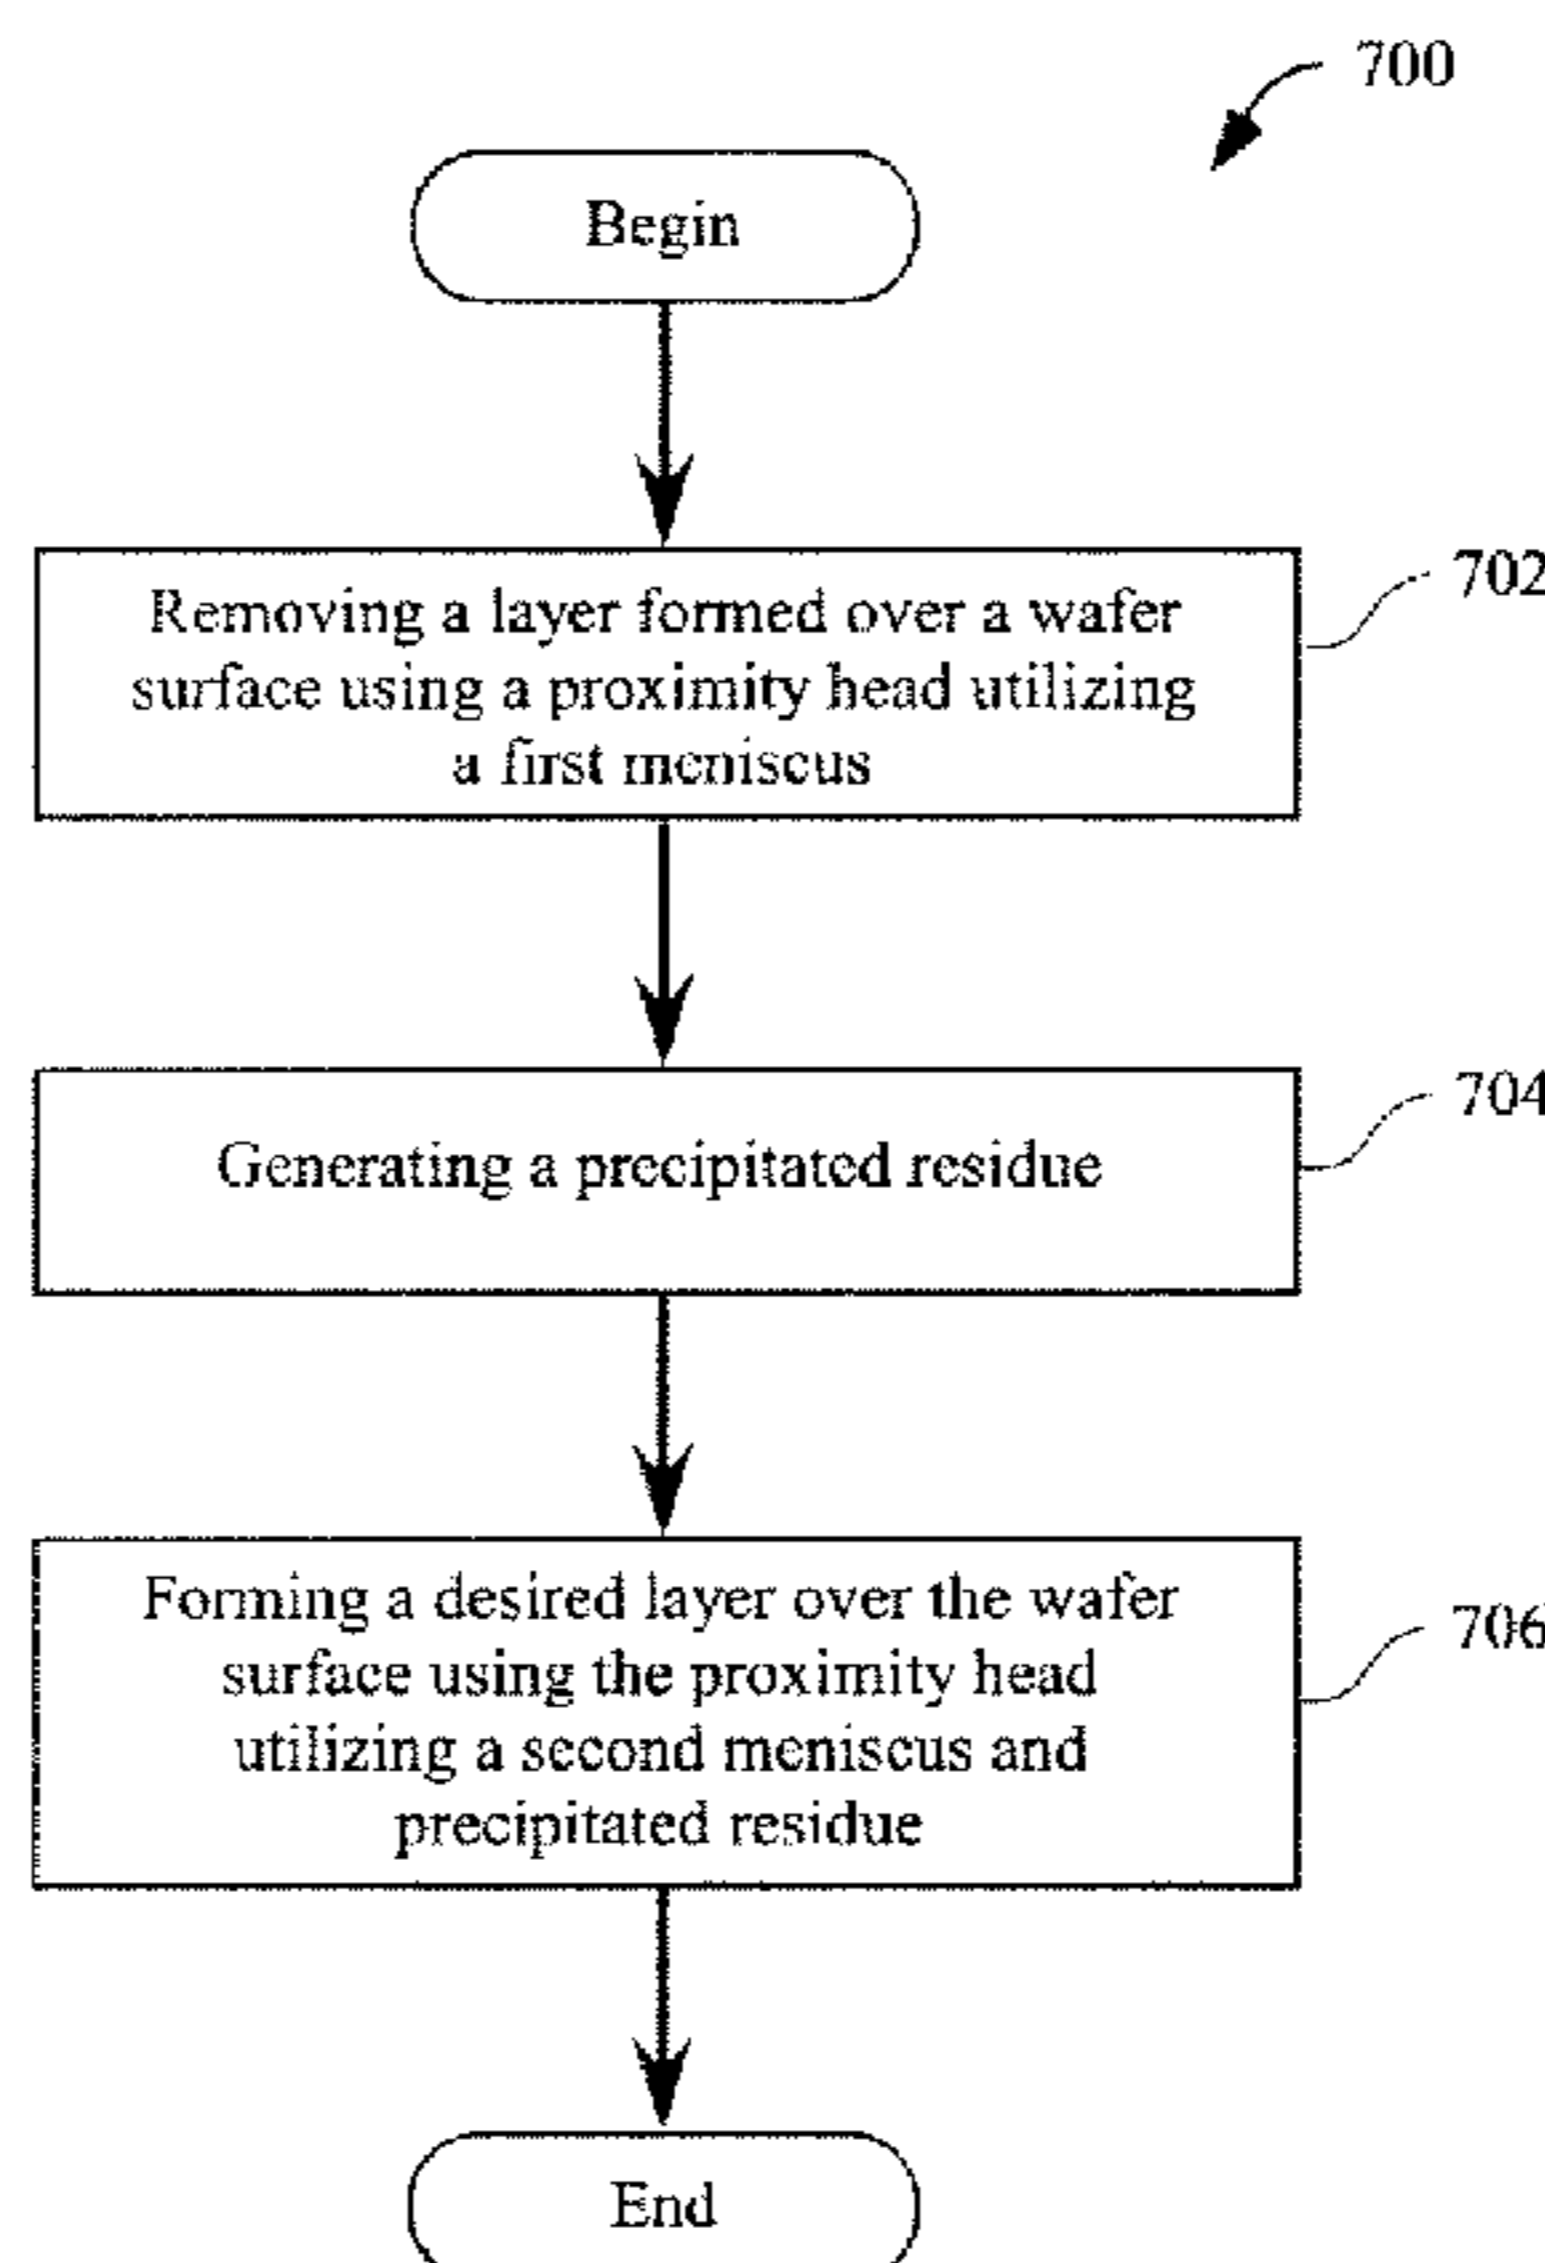 700
Begin
Removing a layer formed over a wafer
surface using a proximity head utilizing
a first meniscus
702
Generating a precipitated residue
704
Forming a desired layer over the wafer
surface using the proximity head
utilizing a second meniscus and
precipitated residue
706
End